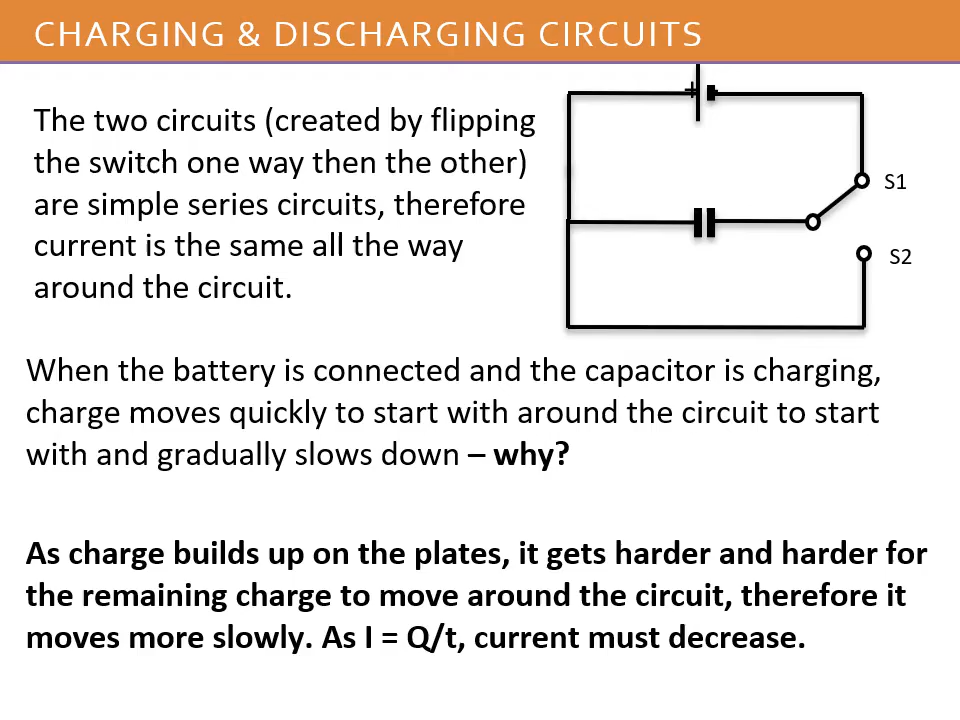 CHARGING & DISCHARGING CIRCUITS
The two circuits (created by flipping
the switch one way then the other)
are simple series circuits, therefore
current is the same all the way
around the circuit.
+
S1
S2
When the battery is connected and the capacitor is charging,
charge moves quickly to start with around the circuit to start
with and gradually slows down – why?
As charge builds up on the plates, it gets harder and harder for
the remaining charge to move around the circuit, therefore it
moves more slowly. As I = Q/t, current must decrease.